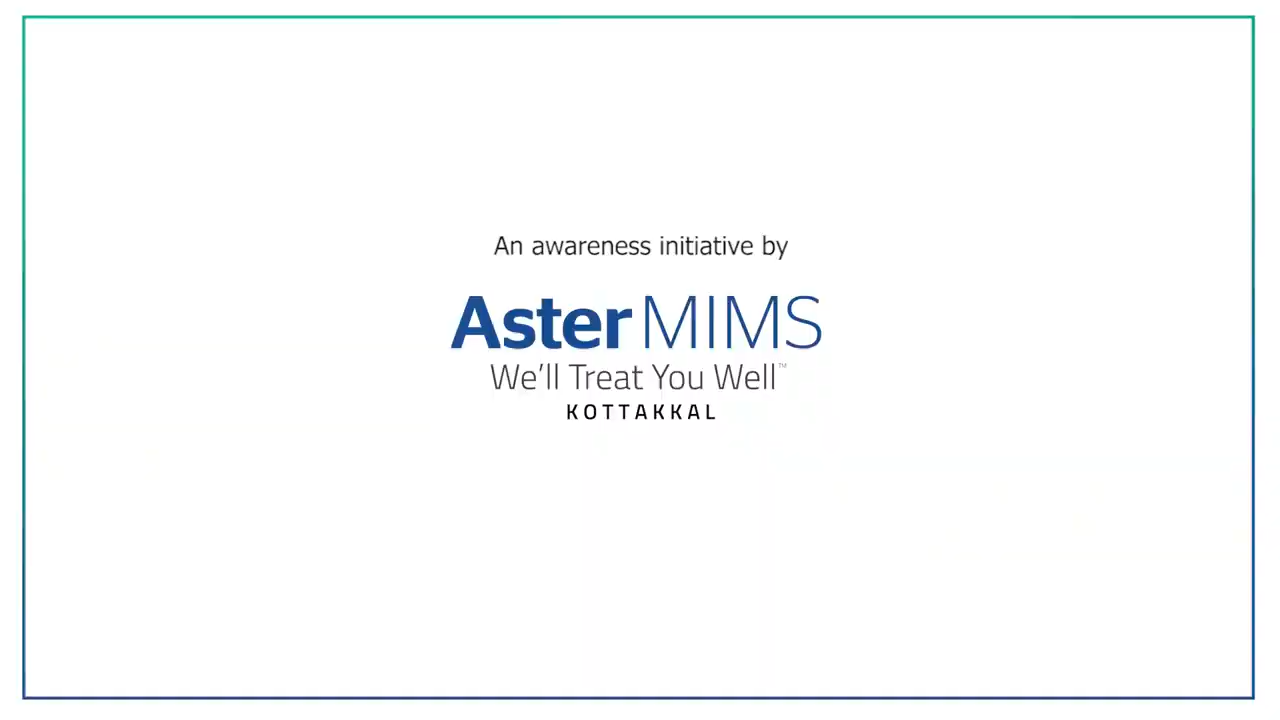 An awareness initiative by
Aster MIMS
We'll Treat You Well™
KOTTAKKAL